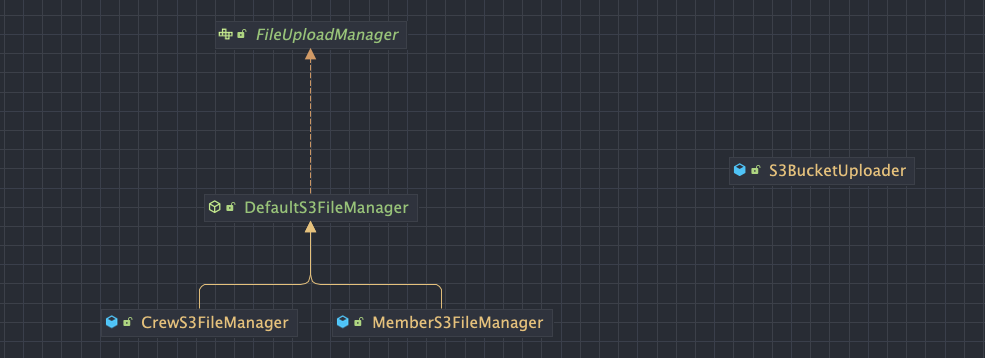 FileUploadManager
S3BucketUploader
DefaultS3FileManager
CrewS3FileManager
MemberS3FileManager